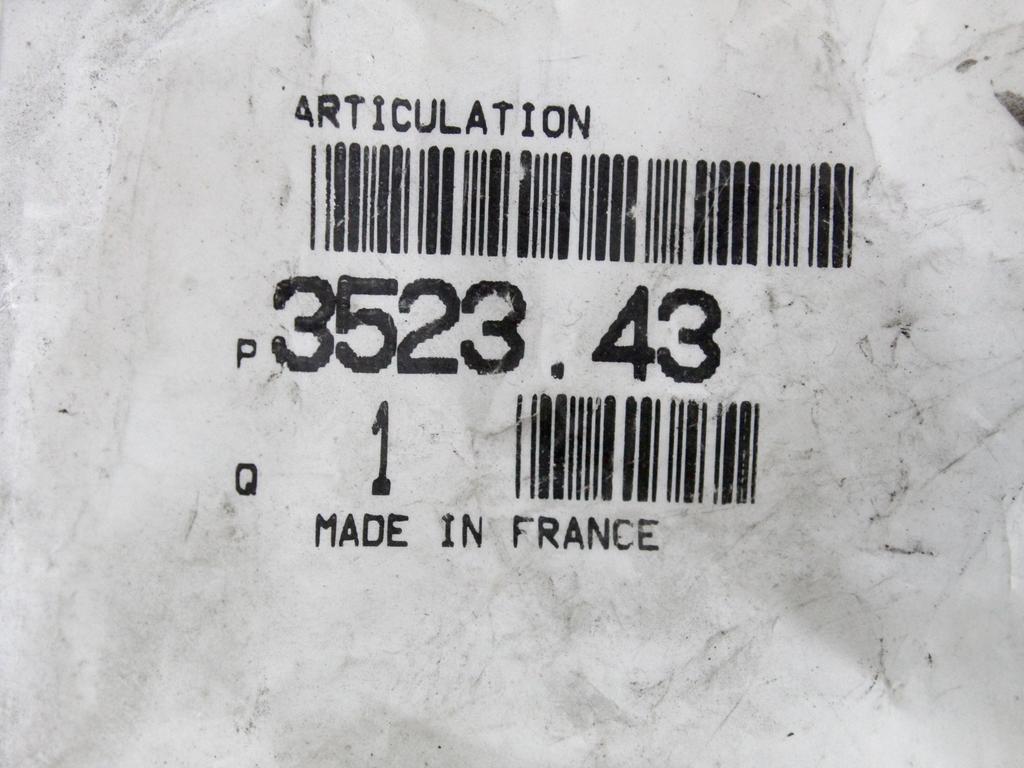 ARTICULATION
P 3523.43
Q 1
MADE IN FRANCE